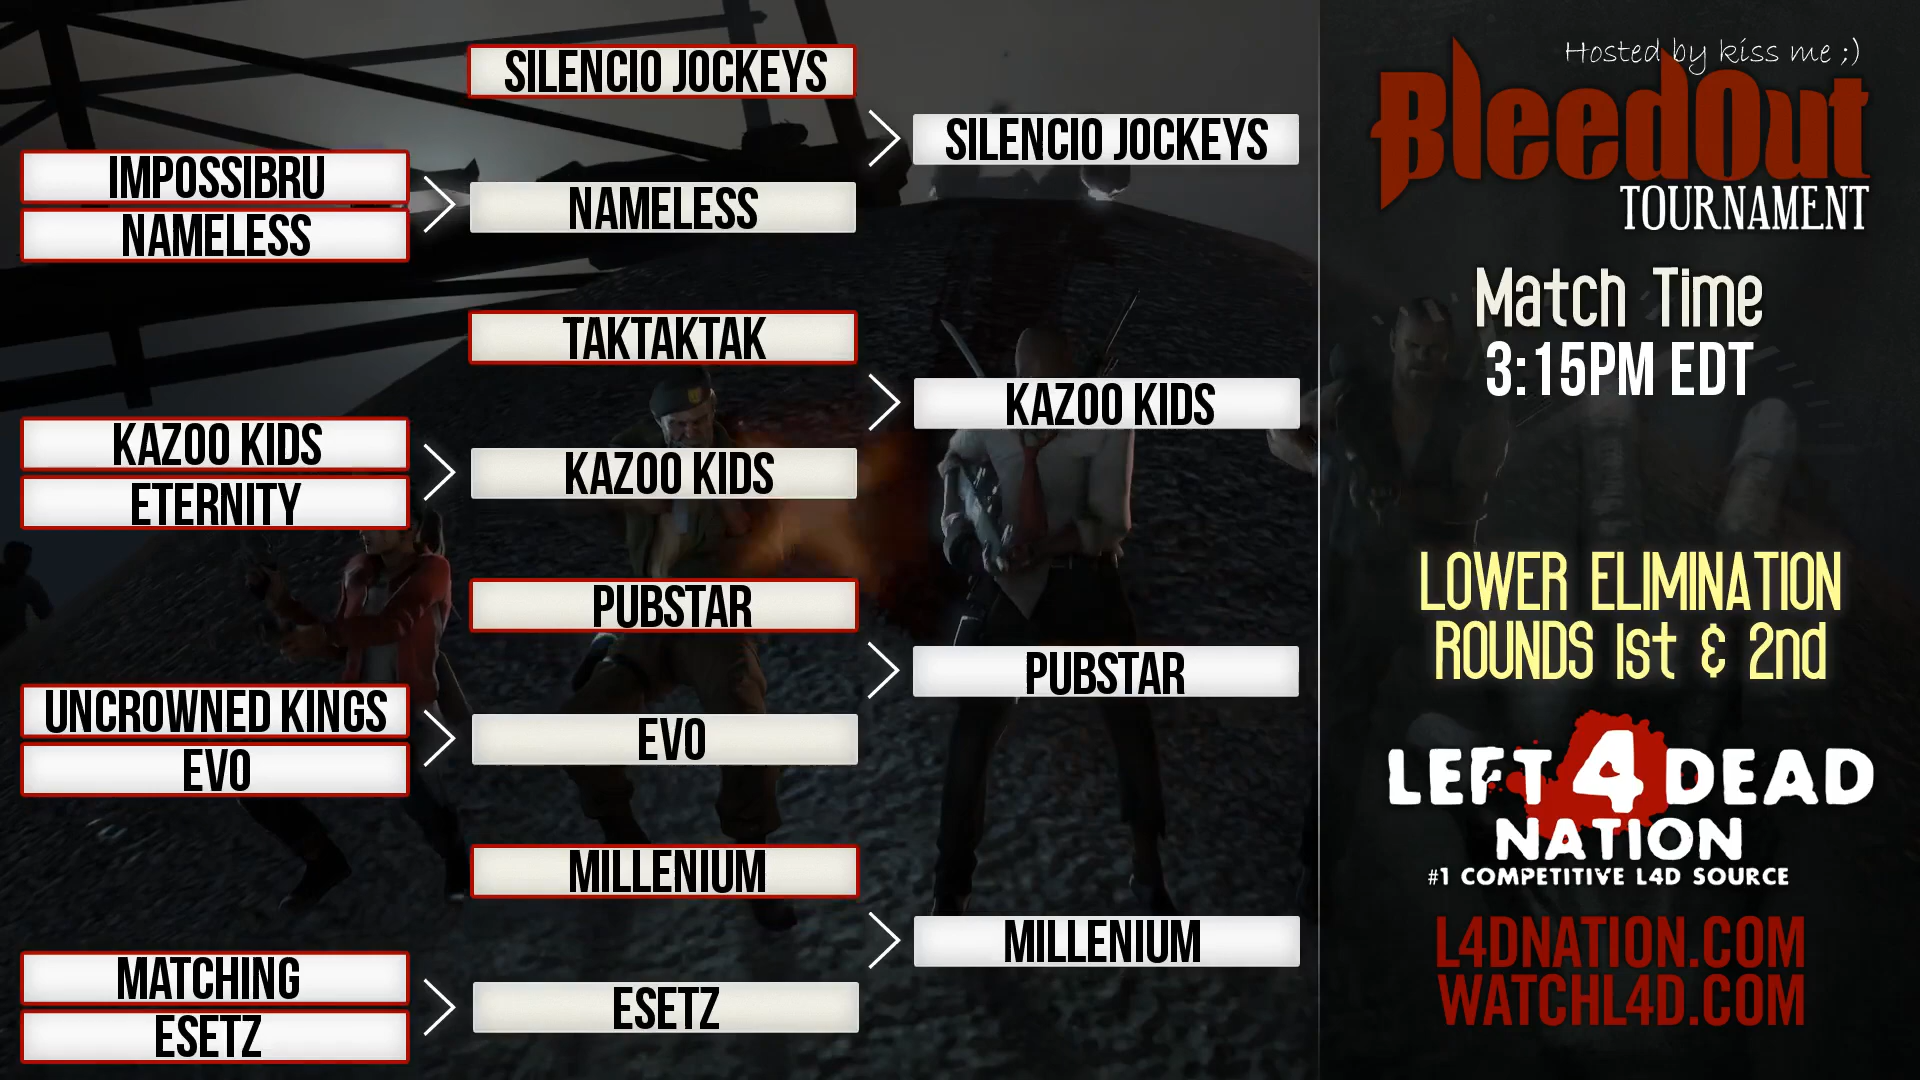 SILENCIO JOCKEYS
IMPOSSIBRU
NAMELESS
NAMELESS
SILENCIO JOCKEYS
TAKTAKTAK
KAZOO KIDS
ETERNITY
KAZOO KIDS
KAZOO KIDS
PUBSTAR
UNCROWNED KINGS
EVO
EVO
PUBSTAR
MILLENIUM
MATCHING
ESETZ
ESETZ
MILLENIUM
Hosted by kiss me ;)
BleedOut
TOURNAMENT
Match Time
3:15PM EDT
LOWER ELIMINATION
ROUNDS 1st & 2nd
LEFT 4 DEAD
NATION
#1 COMPETITIVE L4D SOURCE
L4DNATION.COM
WATCHL4D.COM